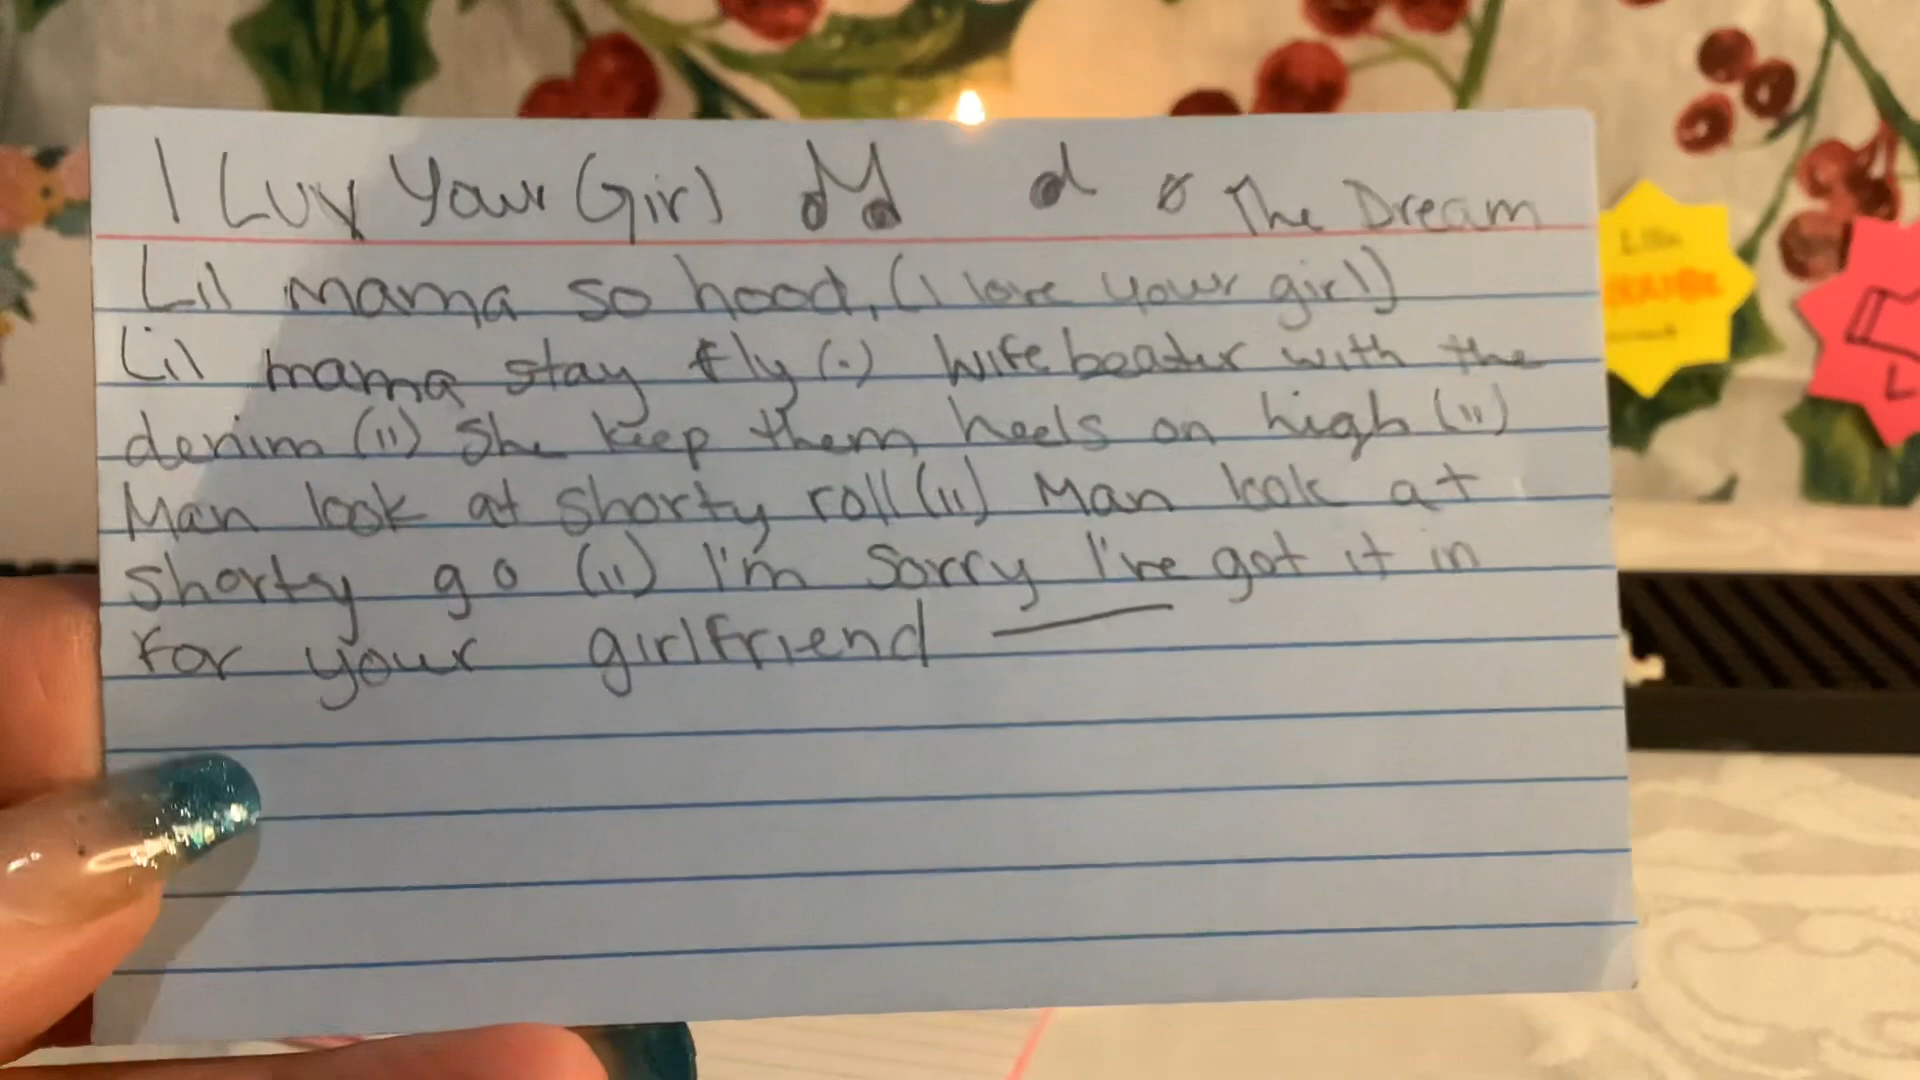 I Luv Your Girl The Dream
Lil mama so hood, (I love your girl)
Lil mama stay fly (") Wife beater with the
denim (") She keep them heels on high (")
Man look at shorty roll (") Man look at
shorty go (") I'm sorry I've got it in
for your girlfriend —